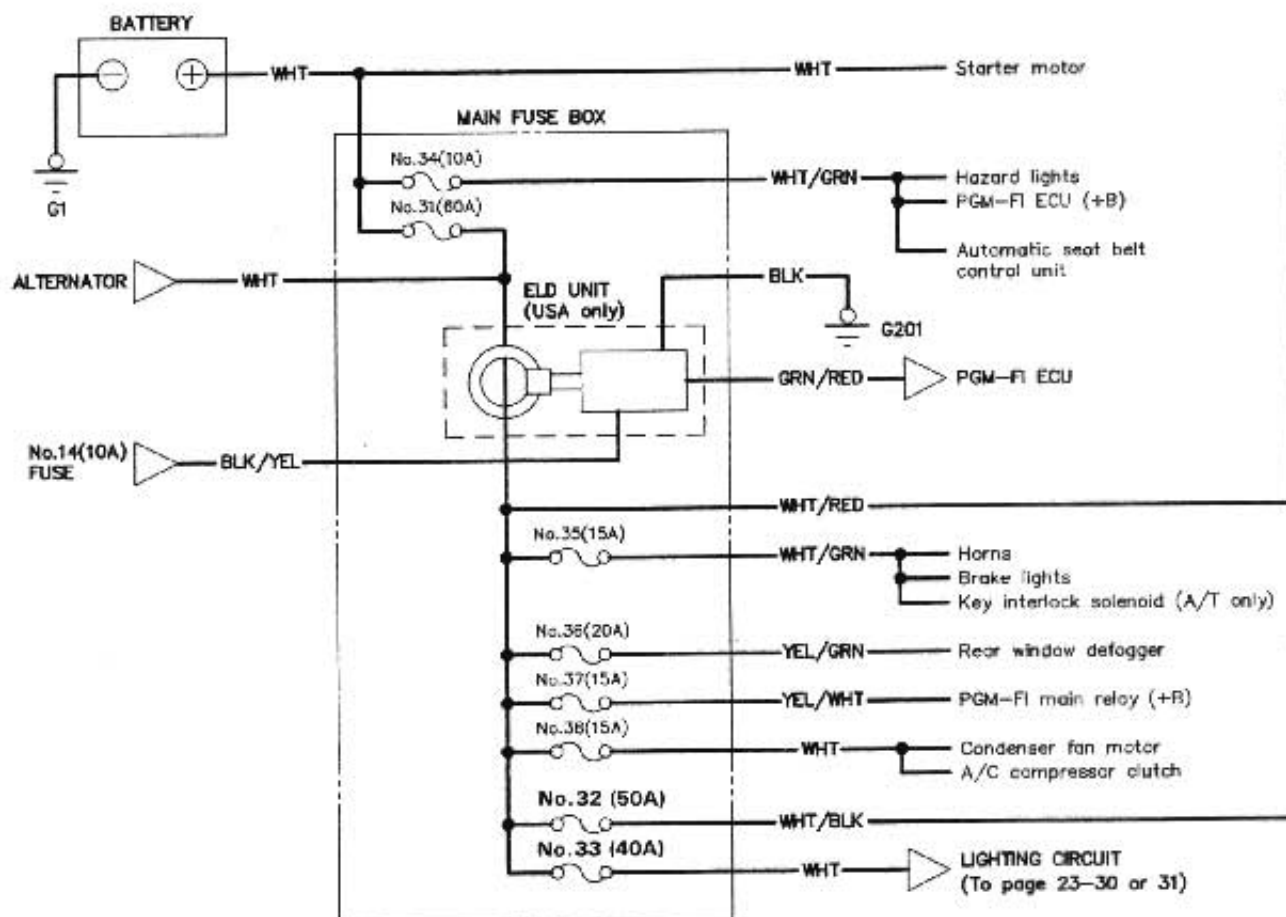 BATTERY
WHT
WHT
Starter motor
MAIN FUSE BOX
No.34(10A)
WHT/GRN
Hazard lights
PGM-FI ECU (+B)
G1
No.31(60A)
Automatic seat belt
control unit
ALTERNATOR
WHT
BLK
ELD UNIT
(USA only)
G201
GRN/RED
PGM-FI ECU
No.14(10A)
FUSE
BLK/YEL
WHT/RED
No.35(15A)
WHT/GRN
Horns
Brake lights
Key interlock solenoid (A/T only)
No.36(20A)
YEL/GRN
Rear window defogger
No.37(15A)
YEL/WHT
PGM-FI main relay (+B)
No.38(15A)
WHT
Condenser fan motor
A/C compressor clutch
No.32 (50A)
WHT/BLK
No.33 (40A)
WHT
LIGHTING CIRCUIT
(To page 23-30 or 31)